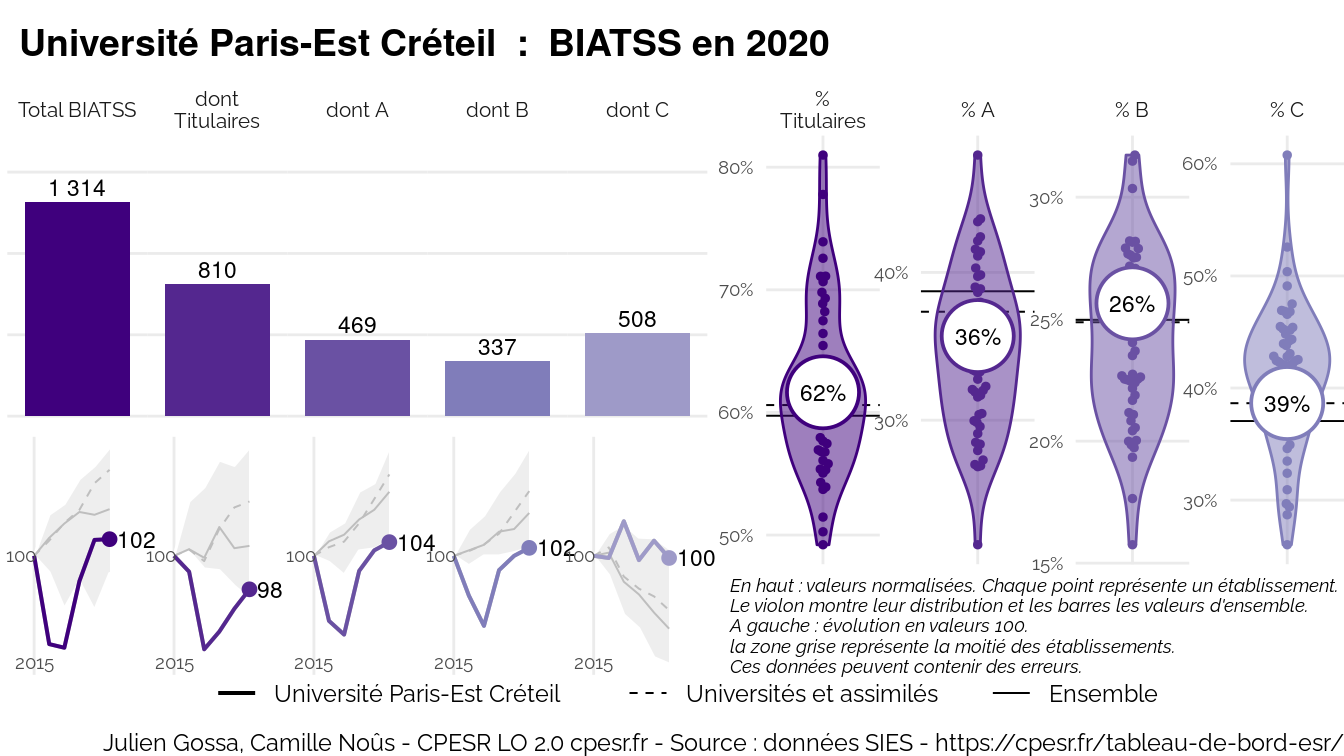 Université Paris-Est Créteil : BIATSS en 2020
Total BIATSS
dont
Titulaires
dont A
dont B
dont C
%
Titulaires
% A
% B
% C
1 314
810
469
337
508
80%
70%
60%
50%
62%
40%
30%
36%
30%
25%
20%
15%
26%
60%
50%
40%
30%
39%
100
102
2015
100
98
2015
100
104
2015
100
102
2015
100
100
2015
En haut : valeurs normalisées. Chaque point représente un établissement.
Le violon montre leur distribution et les barres les valeurs d'ensemble.
A gauche : évolution en valeurs 100.
la zone grise représente la moitié des établissements.
Ces données peuvent contenir des erreurs.
Université Paris-Est Créteil
Universités et assimilés
Ensemble
Julien Gossa, Camille Noûs - CPESR LO 2.0 cpesr.fr - Source : données SIES - https://cpesr.fr/tableau-de-bord-esr/